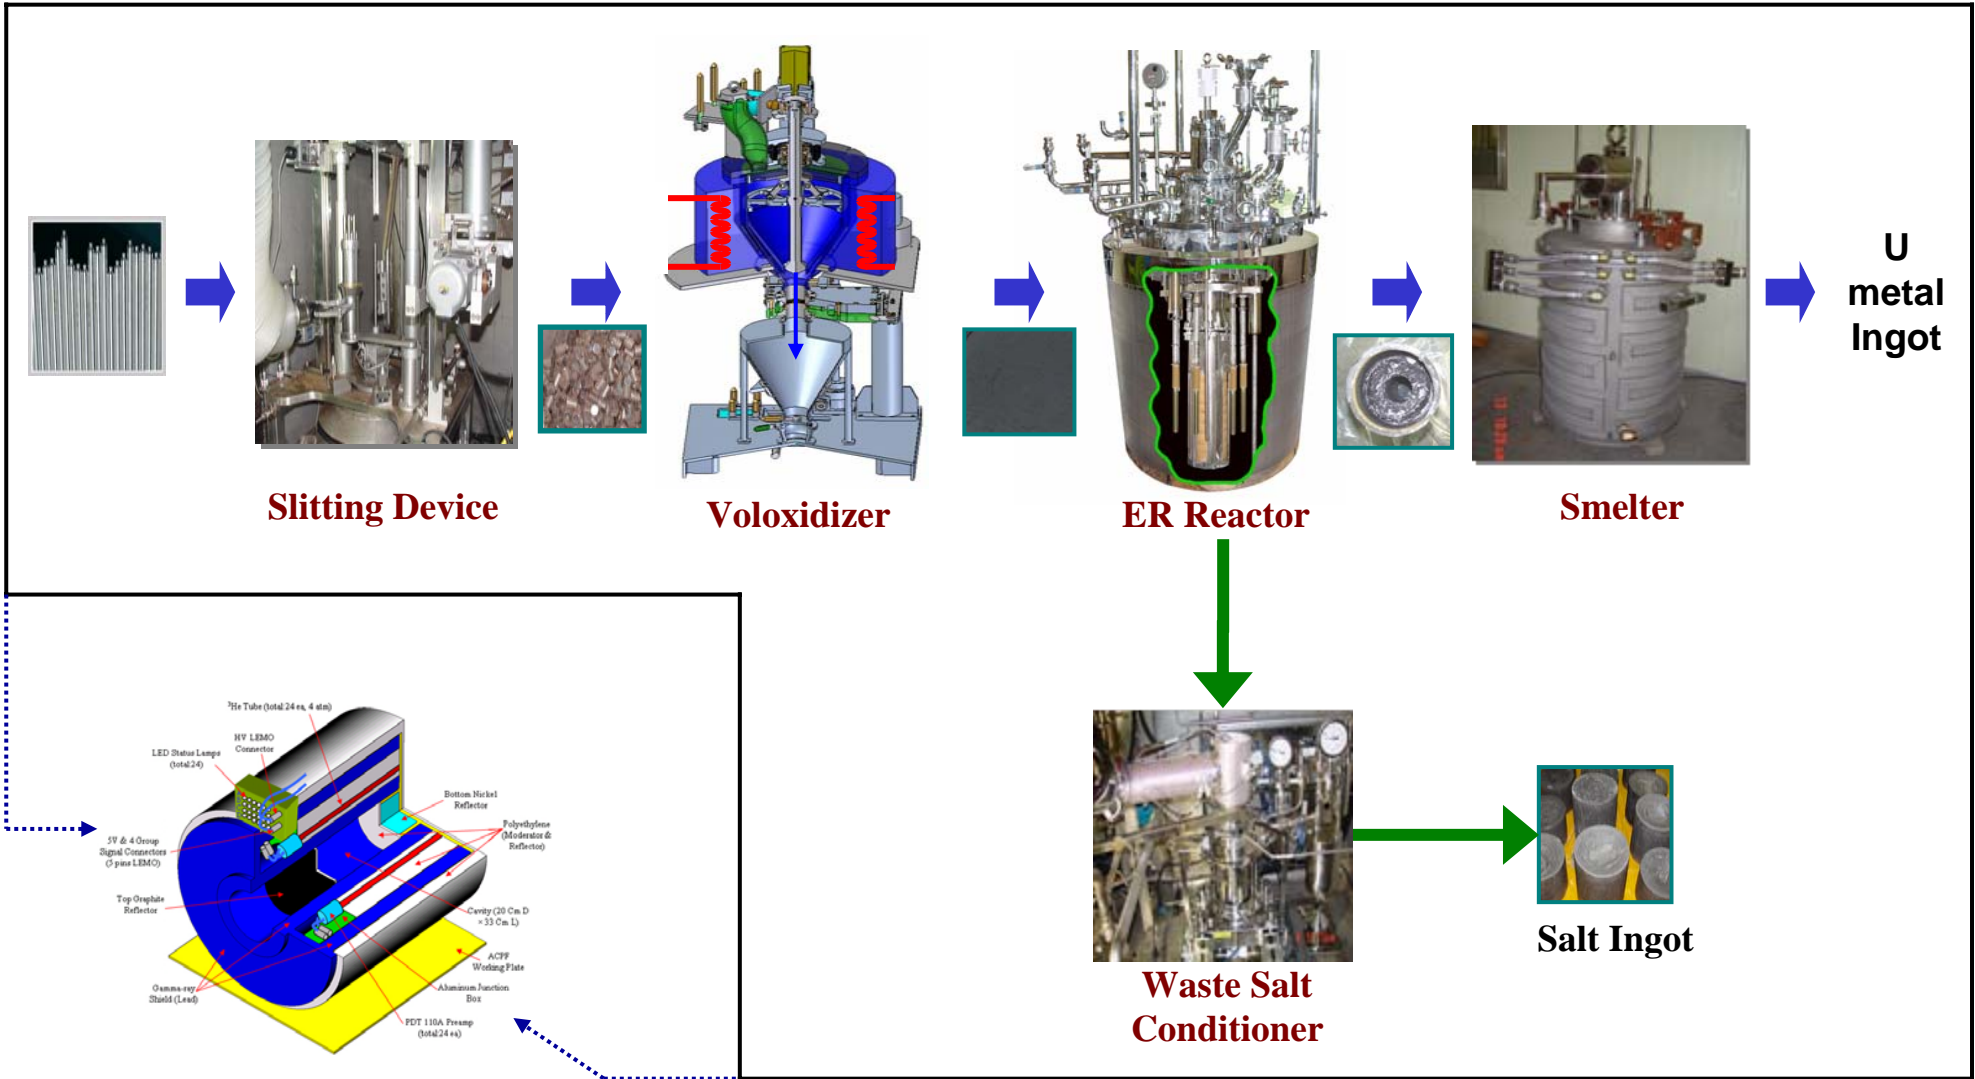 U
metal
Ingot
Slitting Device
Voloxidizer
ER Reactor
Smelter
³He Tube (total:24 ea, 4 atm)
HV LEMO
Connector
LED Status Lamps
(total:24)
Bottom Nickel
Reflector
Polyethylene
(Moderator &
Reflector)
5V & 4 Group
Signal Connectors
(5 pins LEMO)
Top Graphite
Reflector
Cavity (20 Cm D
× 33 Cm L)
ACPF
Working Plate
Gamma-ray
Shield (Lead)
Aluminum Junction
Box
PDT 110A Preamp
(total:24 ea)
Salt Ingot
Waste Salt
Conditioner